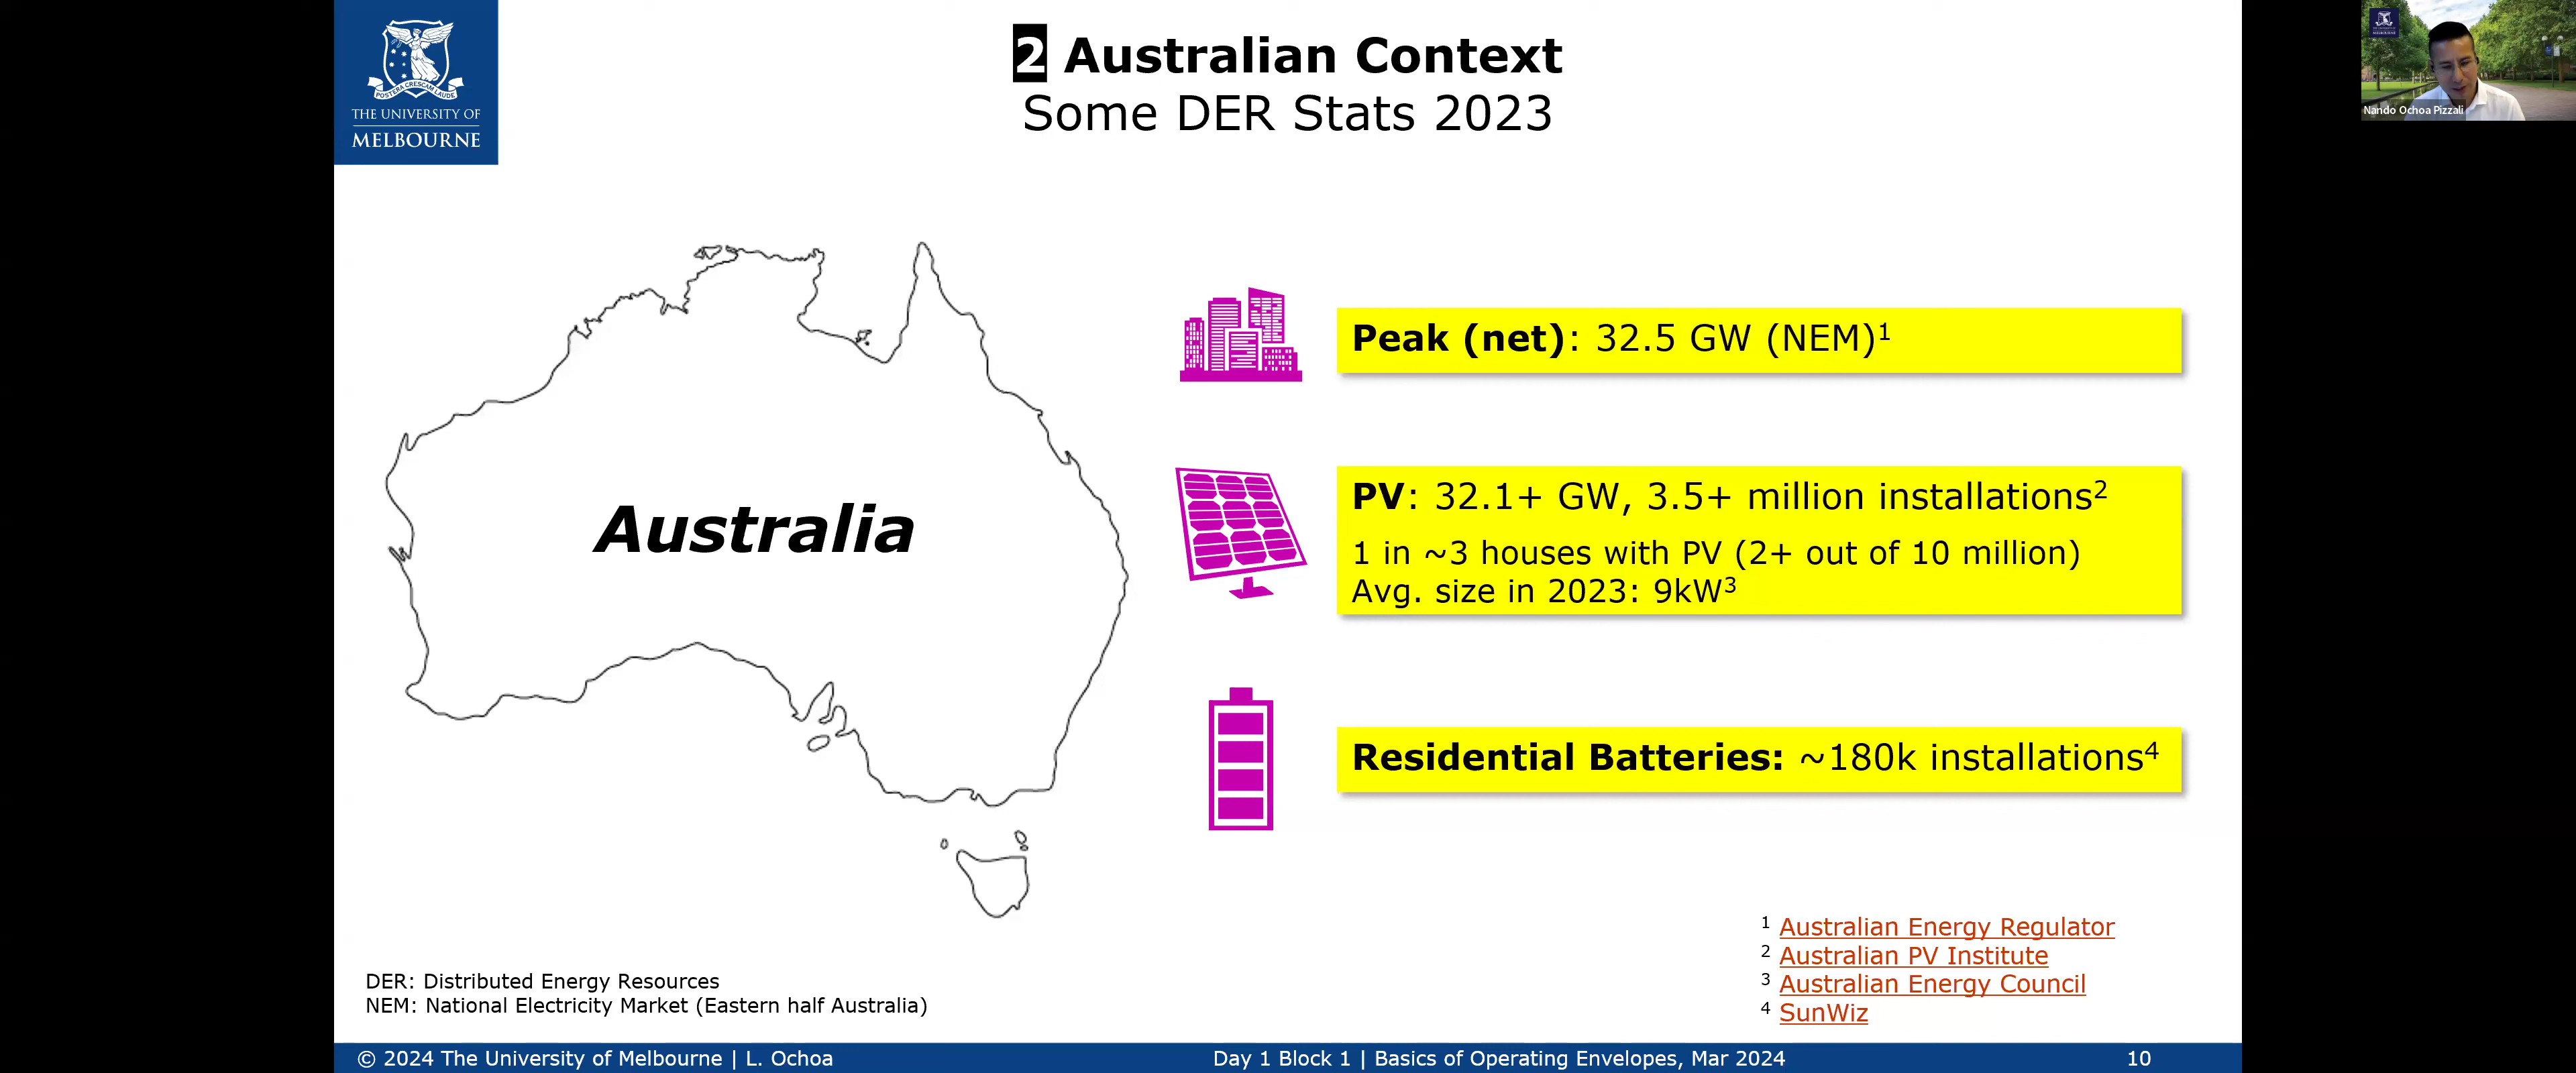 POSTERA CRESCAM LAUDE
THE UNIVERSITY OF
MELBOURNE
2 Australian Context
Some DER Stats 2023
Nando Ochoa Pizzali
Australia
Peak (net): 32.5 GW (NEM)¹
PV: 32.1+ GW, 3.5+ million installations²
1 in ~3 houses with PV (2+ out of 10 million)
Avg. size in 2023: 9kW³
Residential Batteries: ~180k installations⁴
¹ Australian Energy Regulator
² Australian PV Institute
³ Australian Energy Council
⁴ SunWiz
DER: Distributed Energy Resources
NEM: National Electricity Market (Eastern half Australia)
© 2024 The University of Melbourne | L. Ochoa
Day 1 Block 1 | Basics of Operating Envelopes, Mar 2024
10